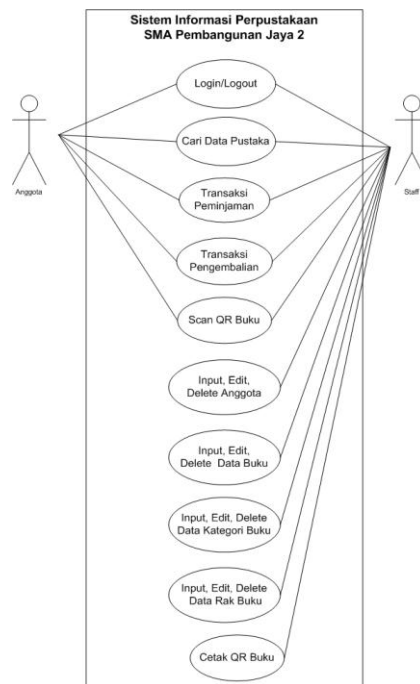 Sistem Informasi Perpustakaan
SMA Pembangunan Jaya 2
Login/Logout
Cari Data Pustaka
Anggota
Staff
Transaksi
Peminjaman
Transaksi
Pengembalian
Scan QR Buku
Input, Edit,
Delete Anggota
Input, Edit,
Delete Data Buku
Input, Edit, Delete
Data Kategori Buku
Input, Edit, Delete
Data Rak Buku
Cetak QR Buku